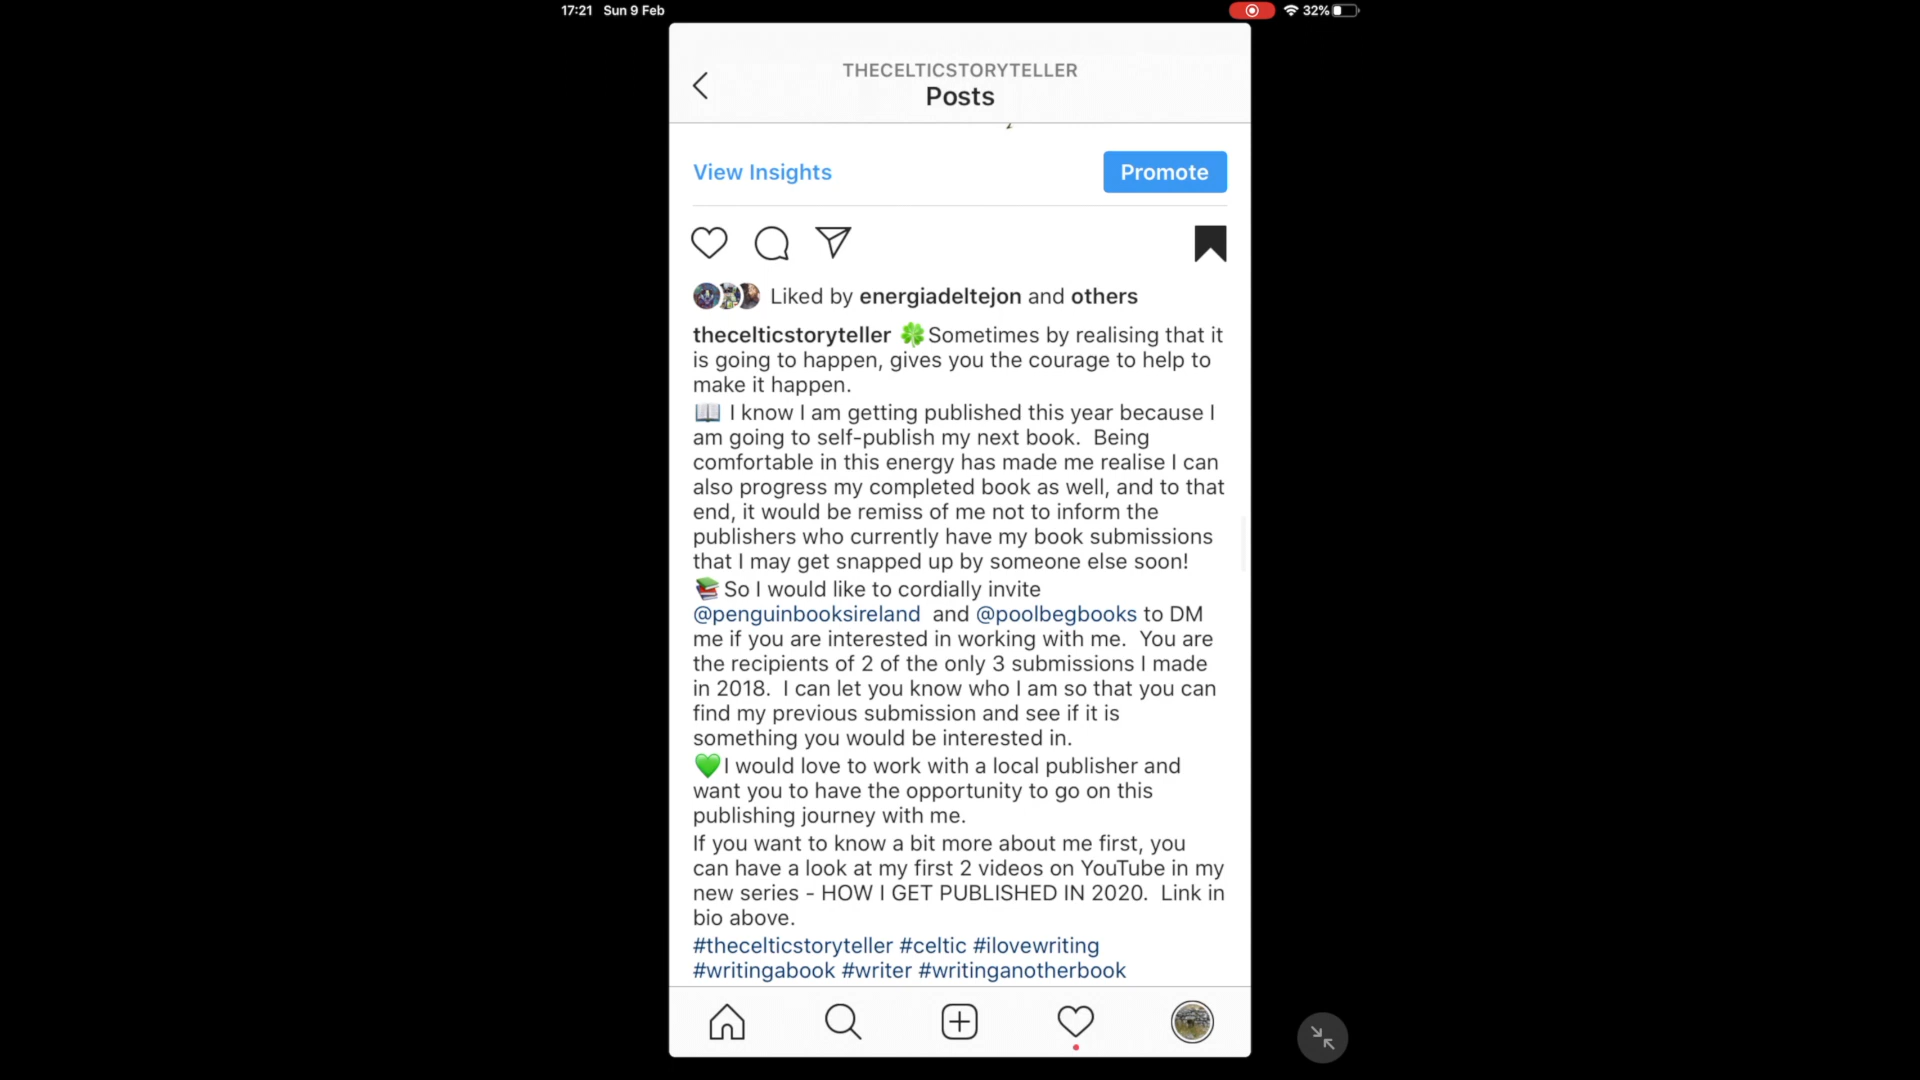 17:21 Sun 9 Feb
32%
THECELTICSTORYTELLER
Posts
View Insights
Promote
Liked by energiadeltejon and others
thecelticstoryteller 🍀Sometimes by realising that it
is going to happen, gives you the courage to help to
make it happen.
📖 I know I am getting published this year because I
am going to self-publish my next book. Being
comfortable in this energy has made me realise I can
also progress my completed book as well, and to that
end, it would be remiss of me not to inform the
publishers who currently have my book submissions
that I may get snapped up by someone else soon!
📚So I would like to cordially invite
@penguinbooksireland and @poolbegbooks to DM
me if you are interested in working with me. You are
the recipients of 2 of the only 3 submissions I made
in 2018. I can let you know who I am so that you can
find my previous submission and see if it is
something you would be interested in.
💚I would love to work with a local publisher and
want you to have the opportunity to go on this
publishing journey with me.
If you want to know a bit more about me first, you
can have a look at my first 2 videos on YouTube in my
new series - HOW I GET PUBLISHED IN 2020. Link in
bio above.
#thecelticstoryteller #celtic #ilovewriting
#writingabook #writer #writinganotherbook